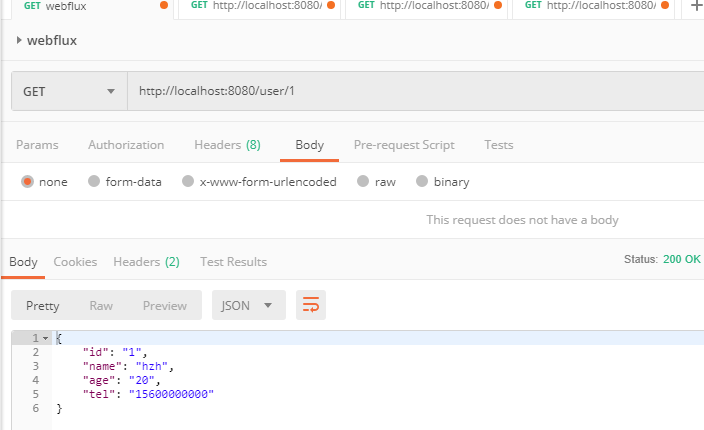 GET webflux GET http://localhost:8080/ GET http://localhost:8080/ GET http://localhost:8080/ +
webflux
GET http://localhost:8080/user/1
Params Authorization Headers (8) Body Pre-request Script Tests
none form-data x-www-form-urlencoded raw binary
This request does not have a body
Body Cookies Headers (2) Test Results Status: 200 OK
Pretty Raw Preview JSON
1 {
2 "id": "1",
3 "name": "hzh",
4 "age": "20",
5 "tel": "15600000000"
6 }